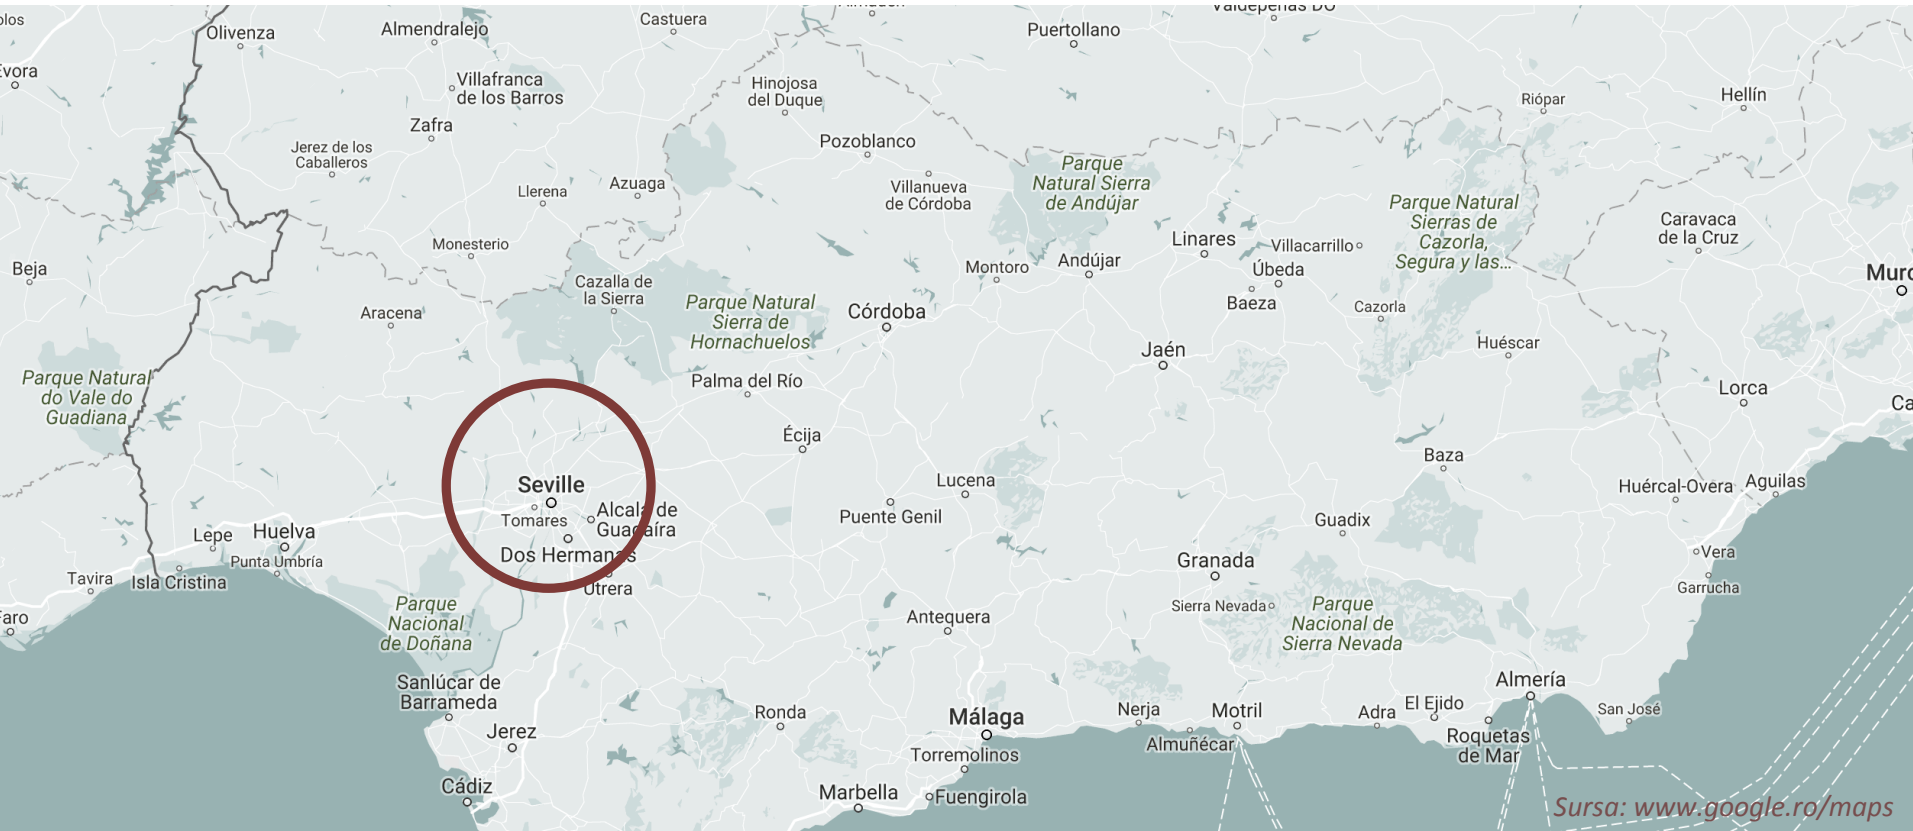 Olivenza
Almendralejo
Castuera
Puertollano
Villafranca
de los Barros
Hinojosa
del Duque
Riópar
Hellín
Zafra
Jerez de los
Caballeros
Pozoblanco
Llerena
Azuaga
Villanueva
de Córdoba
Parque
Natural Sierra
de Andújar
Parque Natural
Sierras de
Cazorla,
Segura y las...
Caravaca
de la Cruz
Monesterio
Linares
Villacarrillo
Beja
Cazalla de
la Sierra
Montoro
Andújar
Úbeda
Baeza
Murc
Aracena
Parque Natural
Sierra de
Hornachuelos
Córdoba
Cazorla
Jaén
Huéscar
Parque Natural
do Vale do
Guadiana
Palma del Río
Lorca
Ca
Écija
Baza
Seville
Tomares
Alcalá de
Guadaíra
Dos Hermanas
Utrera
Lucena
Puente Genil
Huércal-Overa
Aguilas
Guadix
Lepe
Huelva
Punta Umbría
Isla Cristina
Tavira
Granada
Sierra Nevada
Vera
Garrucha
Faro
Parque
Nacional
de Doñana
Antequera
Parque
Nacional de
Sierra Nevada
Sanlúcar de
Barrameda
Jerez
Cádiz
Ronda
Málaga
Torremolinos
Marbella
Fuengirola
Nerja
Almuñécar
Motril
Adra
El Ejido
Roquetas
de Mar
Almería
San José
Sursa: www.google.ro/maps